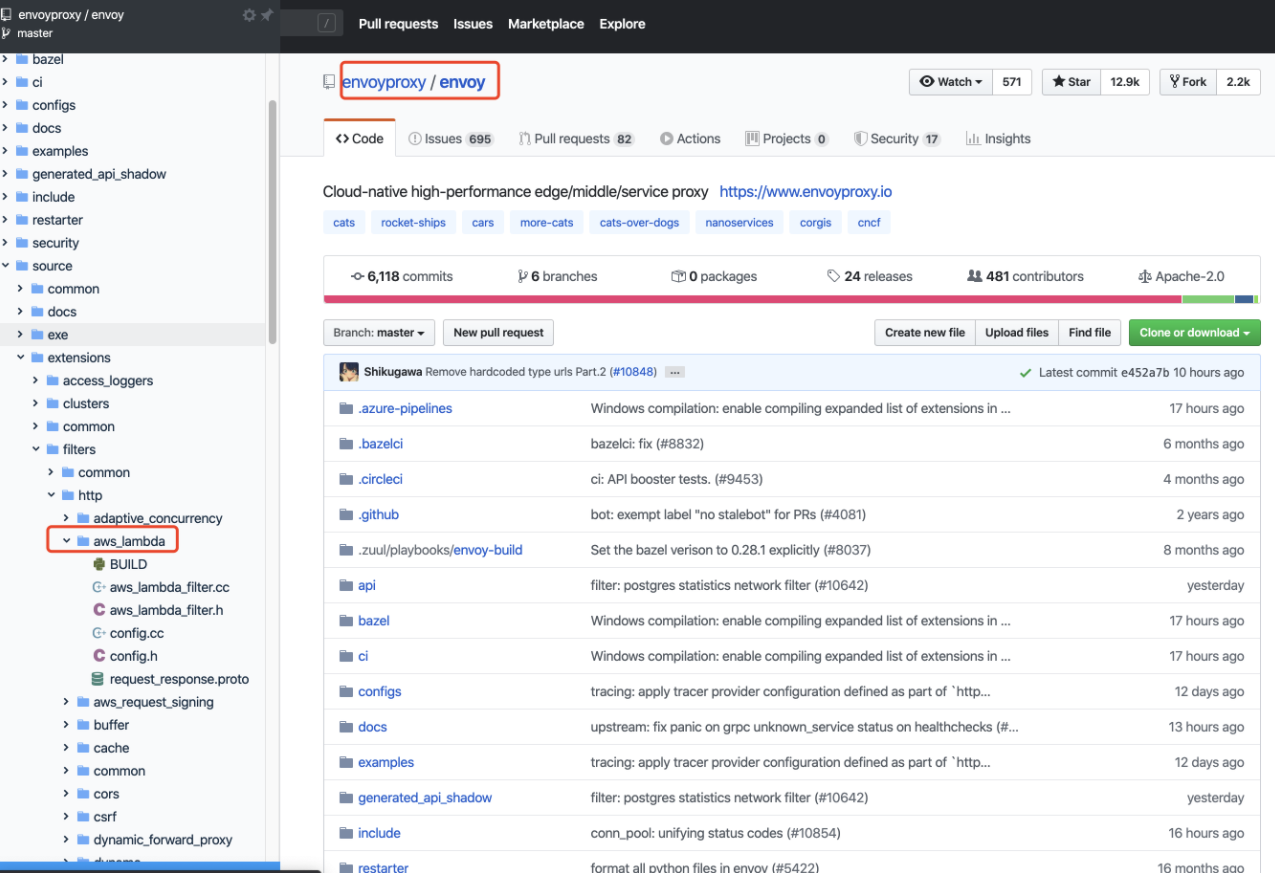 envoyproxy / envoy
master
/
Pull requests Issues Marketplace Explore
bazel
ci
configs
docs
examples
generated_api_shadow
include
restarter
security
source
common
docs
exe
extensions
access_loggers
clusters
common
filters
common
http
adaptive_concurrency
aws_lambda
BUILD
aws_lambda_filter.cc
aws_lambda_filter.h
config.cc
config.h
request_response.proto
aws_request_signing
buffer
cache
common
cors
csrf
dynamic_forward_proxy
dynamo
envoyproxy / envoy
Watch 571 Star 12.9k Fork 2.2k
Code Issues 695 Pull requests 82 Actions Projects 0 Security 17 Insights
Cloud-native high-performance edge/middle/service proxy https://www.envoyproxy.io
cats rocket-ships cars more-cats cats-over-dogs nanoservices corgis cncf
6,118 commits 6 branches 0 packages 24 releases 481 contributors Apache-2.0
Branch: master New pull request Create new file Upload files Find file Clone or download
Shikugawa Remove hardcoded type urls Part.2 (#10848) ... Latest commit e452a7b 10 hours ago
.azure-pipelines Windows compilation: enable compiling expanded list of extensions in ... 17 hours ago
.bazelci bazelci: fix (#8832) 6 months ago
.circleci ci: API booster tests. (#9453) 4 months ago
.github bot: exempt label "no stalebot" for PRs (#4081) 2 years ago
.zuul/playbooks/envoy-build Set the bazel verison to 0.28.1 explicitly (#8037) 8 months ago
api filter: postgres statistics network filter (#10642) yesterday
bazel Windows compilation: enable compiling expanded list of extensions in ... 17 hours ago
ci Windows compilation: enable compiling expanded list of extensions in ... 17 hours ago
configs tracing: apply tracer provider configuration defined as part of `http... 12 days ago
docs upstream: fix panic on grpc unknown_service status on healthchecks (#... 13 hours ago
examples tracing: apply tracer provider configuration defined as part of `http... 12 days ago
generated_api_shadow filter: postgres statistics network filter (#10642) yesterday
include conn_pool: unifying status codes (#10854) 16 hours ago
restarter format all python files in envoy (#5422) 16 months ago